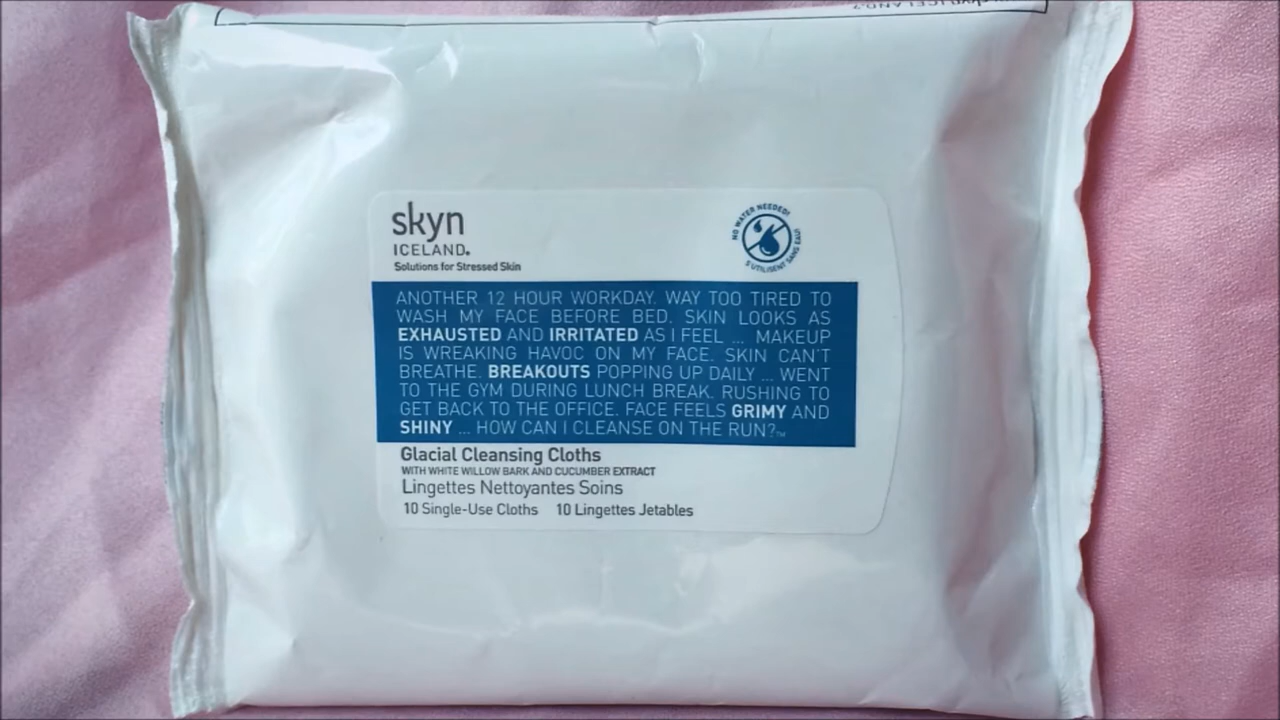 skyn
ICELAND®
Solutions for Stressed Skin
NO WATER NEEDED!
S'UTILISENT SANS EAU!
ANOTHER 12 HOUR WORKDAY. WAY TOO TIRED TO
WASH MY FACE BEFORE BED. SKIN LOOKS AS
EXHAUSTED AND IRRITATED AS I FEEL ... MAKEUP
IS WREAKING HAVOC ON MY FACE. SKIN CAN'T
BREATHE. BREAKOUTS POPPING UP DAILY ... WENT
TO THE GYM DURING LUNCH BREAK. RUSHING TO
GET BACK TO THE OFFICE. FACE FEELS GRIMY AND
SHINY ... HOW CAN I CLEANSE ON THE RUN?™
Glacial Cleansing Cloths
WITH WHITE WILLOW BARK AND CUCUMBER EXTRACT
Lingettes Nettoyantes Soins
10 Single-Use Cloths 10 Lingettes Jetables